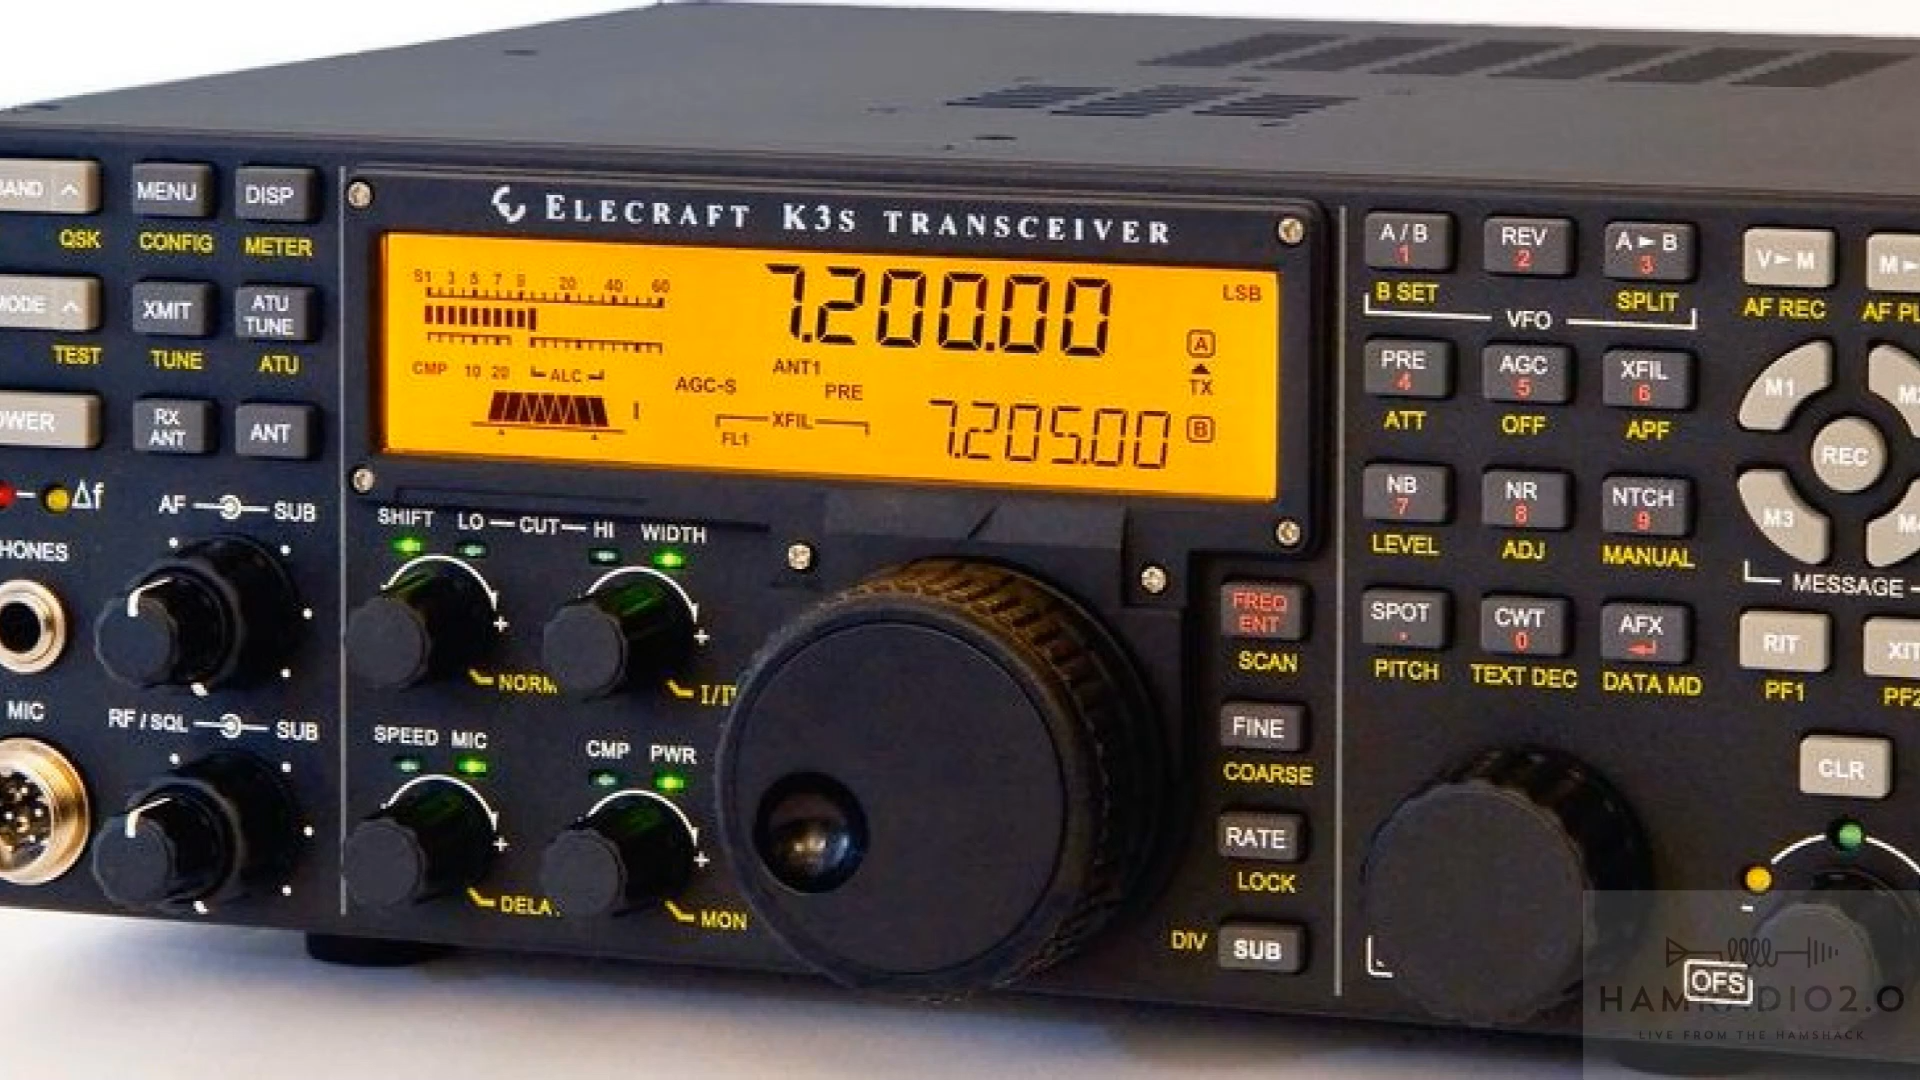 ELECRAFT K3S TRANSCEIVER
MENU
DISP
QSK
CONFIG
METER
XMIT
ATU
TUNE
TEST
TUNE
ATU
RX
ANT
ANT
Δf
AF
SUB
MIC
RF / SQL
SUB
S1 3 5 7 9 20 40 60
7.200.00
LSB
A
TX
CMP 10 20 ALC
AGC-S
ANT1
PRE
XFIL
FL1
I
7.205.00
B
SHIFT LO CUT HI WIDTH
+
+
SPEED MIC
CMP PWR
+
+
MON
FREQ
ENT
SCAN
FINE
COARSE
RATE
LOCK
DIV
SUB
A / B
1
REV
2
A►B
3
B SET
VFO
SPLIT
PRE
4
AGC
5
XFIL
6
ATT
OFF
APF
NB
7
NR
8
NTCH
9
LEVEL
ADJ
MANUAL
SPOT
.
CWT
0
AFX
PITCH
TEXT DEC
DATA MD
V►M
AF REC
M1
REC
M3
MESSAGE
RIT
PF1
PF2
CLR
-
OFS
HAMRADIO2.0
LIVE FROM THE HAMSHACK